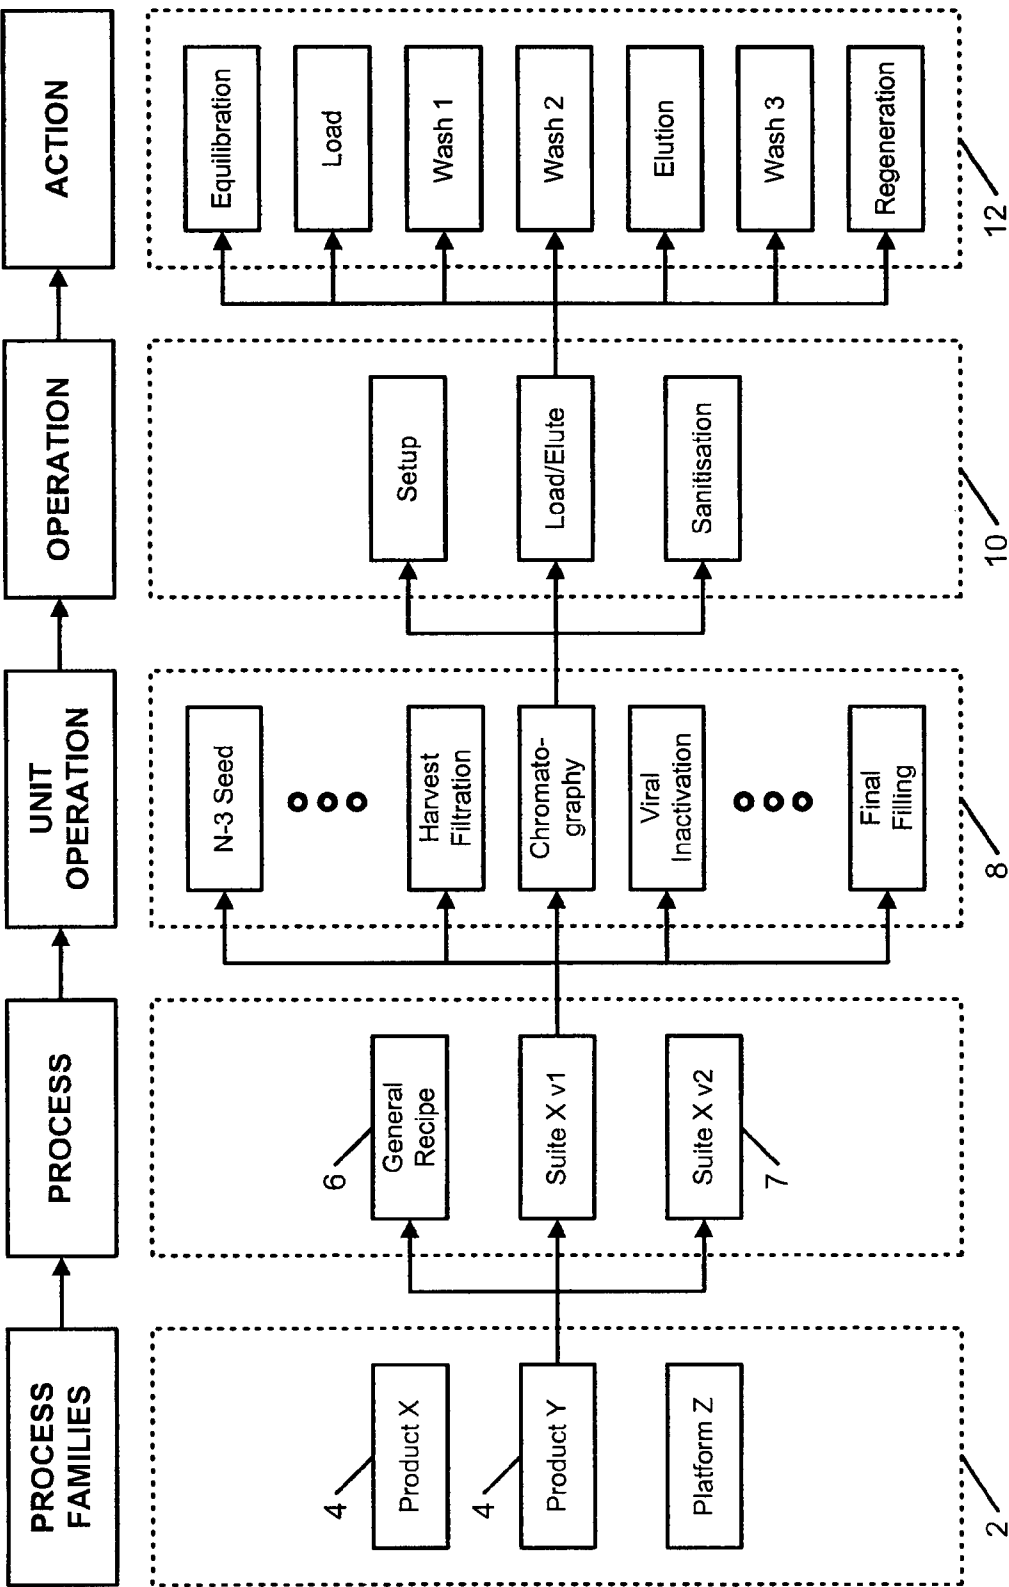 PROCESS
FAMILIES
PROCESS
UNIT
OPERATION
OPERATION
ACTION
4
Product X
4
Product Y
Platform Z
2
6
General
Recipe
Suite X v1
Suite X v2
7
N-3 Seed
Harvest
Filtration
Chromato-
graphy
Viral
Inactivation
Final
Filling
8
Setup
Load/Elute
Sanitisation
10
Equilibration
Load
Wash 1
Wash 2
Elution
Wash 3
Regeneration
12